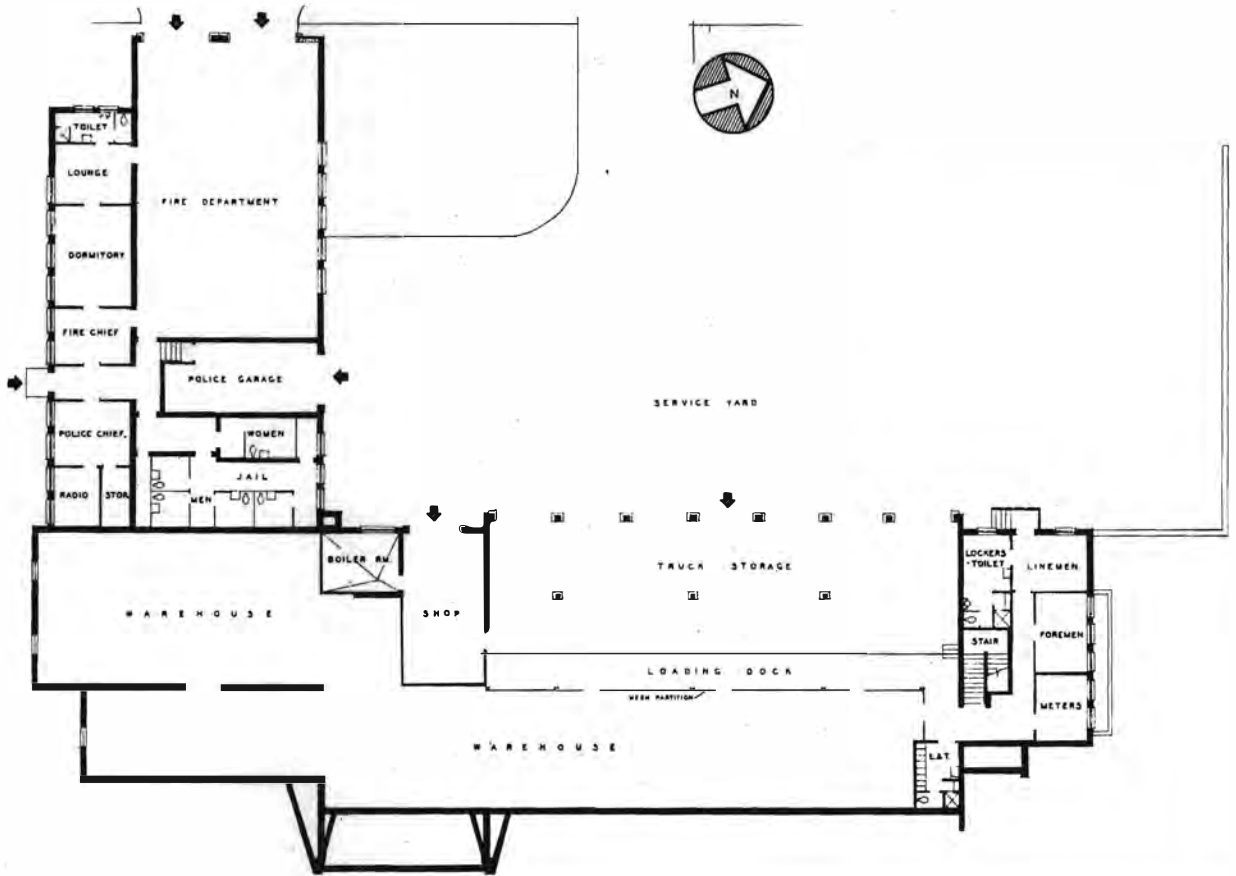 N
TOILET
LOUNGE
FIRE DEPARTMENT
DORMITORY
FIRE CHIEF
POLICE GARAGE
SERVICE YARD
POLICE CHIEF.
WOMEN
JAIL
RADIO
STOR.
MEN
BOILER RM.
TRUCK STORAGE
LOCKERS
-TOILET
LINEMEN
WAREHOUSE
SHOP
FOREMEN
STAIR
LOADING DOCK
MESH PARTITION
METERS
WAREHOUSE
LAT.